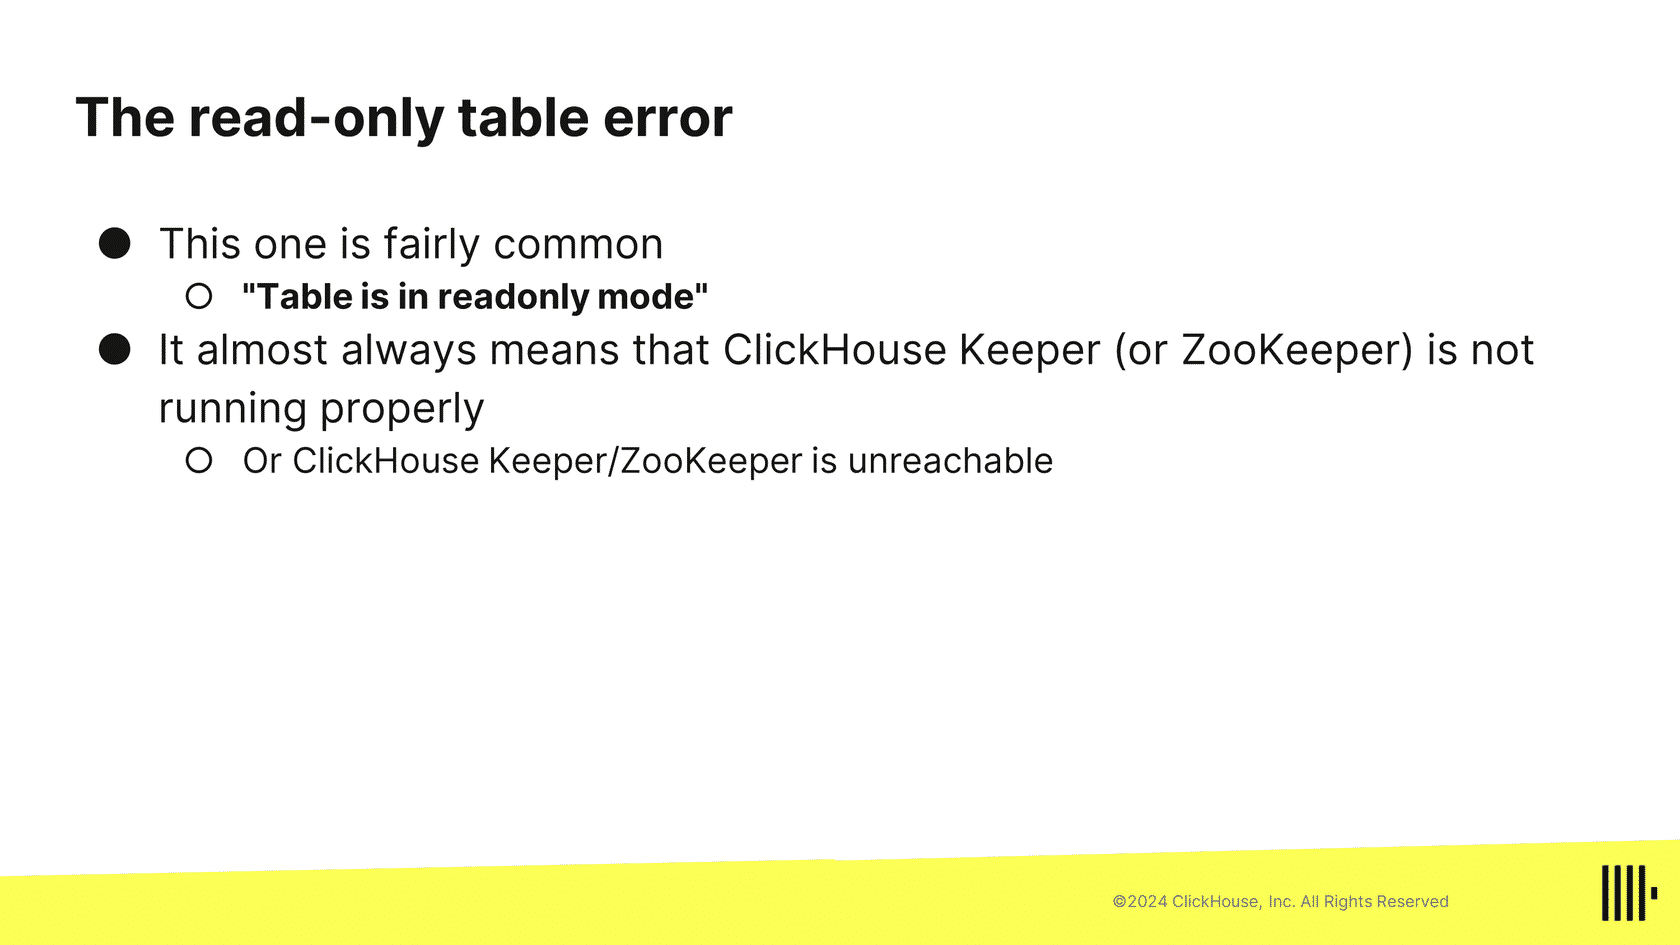 The read-only table error
● This one is fairly common
○ "Table is in readonly mode"
● It almost always means that ClickHouse Keeper (or ZooKeeper) is not
running properly
○ Or ClickHouse Keeper/ZooKeeper is unreachable
©2024 ClickHouse, Inc. All Rights Reserved